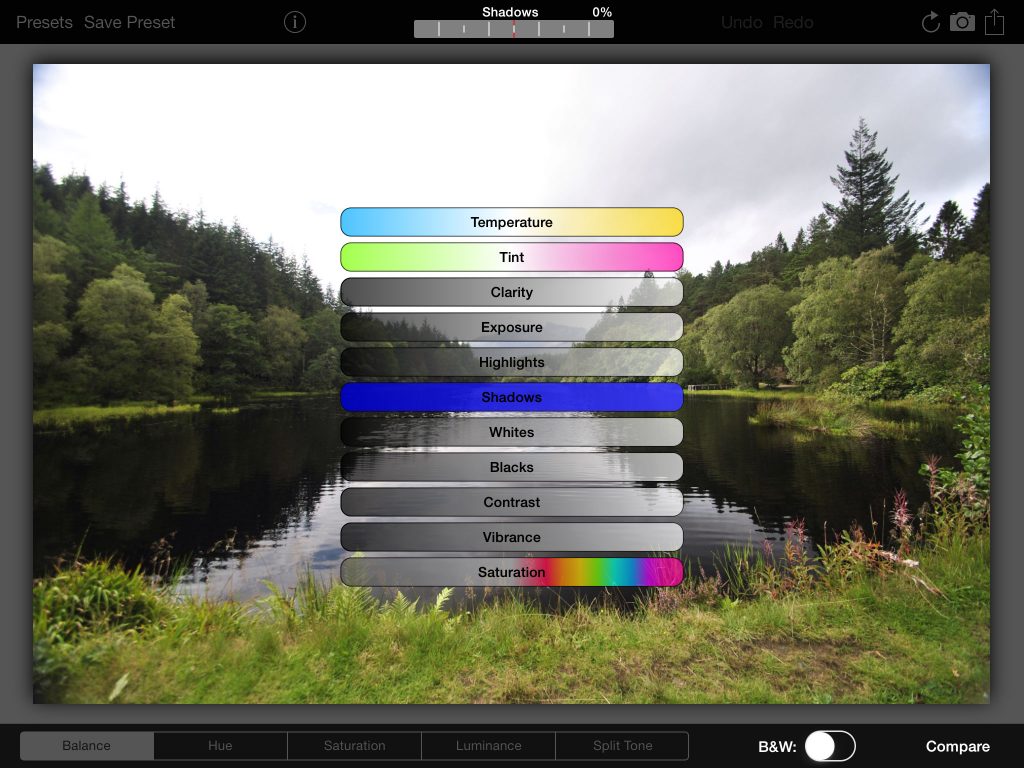 Presets Save Preset
Shadows 0%
Undo Redo
Temperature
Tint
Clarity
Exposure
Highlights
Shadows
Whites
Blacks
Contrast
Vibrance
Saturation
Balance Hue Saturation Luminance Split Tone B&W: Compare